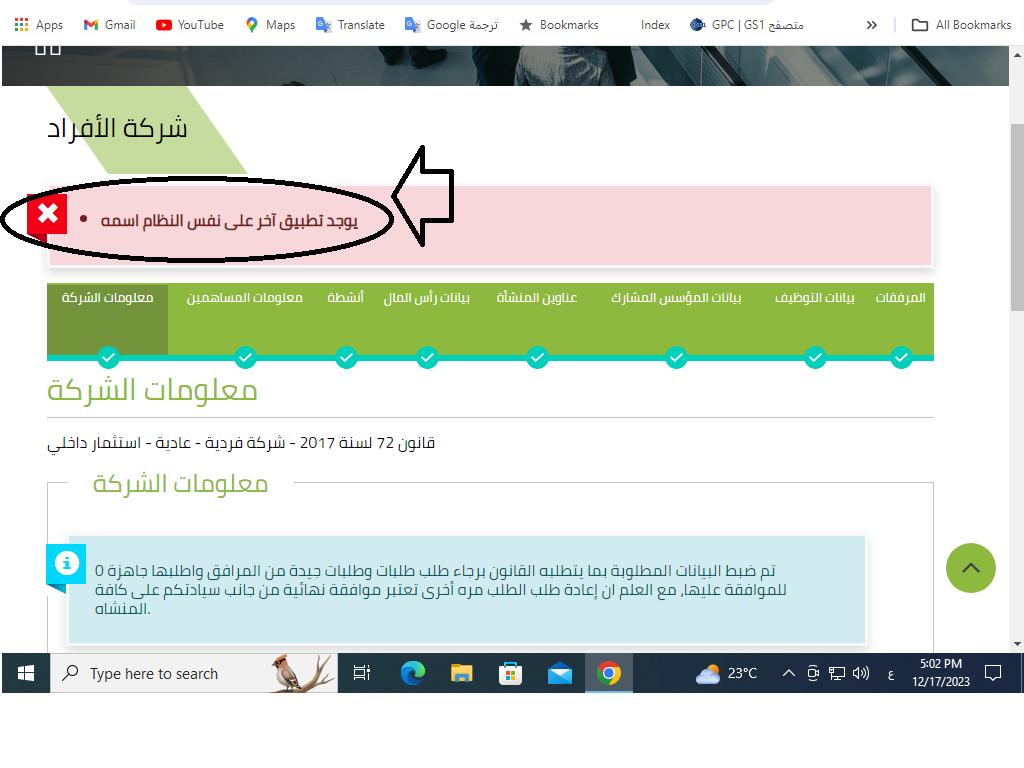 Apps
Gmail
YouTube
Maps
Translate
ترجمة Google
Bookmarks
Index
GPC | GS1 متصفح
»
All Bookmarks
شركة الأفراد
يوجد تطبيق آخر على نفس النظام اسمه
معلومات الشركة
معلومات المساهمين
أنشطة
بيانات رأس المال
عناوين المنشأة
بيانات المؤسس المشارك
بيانات التوظيف
المرفقات
معلومات الشركة
قانون 72 لسنة 2017 - شركة فردية - عادية - استثمار داخلي
معلومات الشركة
تم ضبط البيانات المطلوبة بما يتطلبه القانون برجاء طلب طلبات وطلبات جيدة من المرافق واطلبها جاهزة 0
للموافقة عليها, مع العلم ان إعادة طلب الطلب مره أخرى تعتبر موافقة نهائية من جانب سيادتكم على كافة
المنشاه.
Type here to search
23°C
ع
5:02 PM
12/17/2023